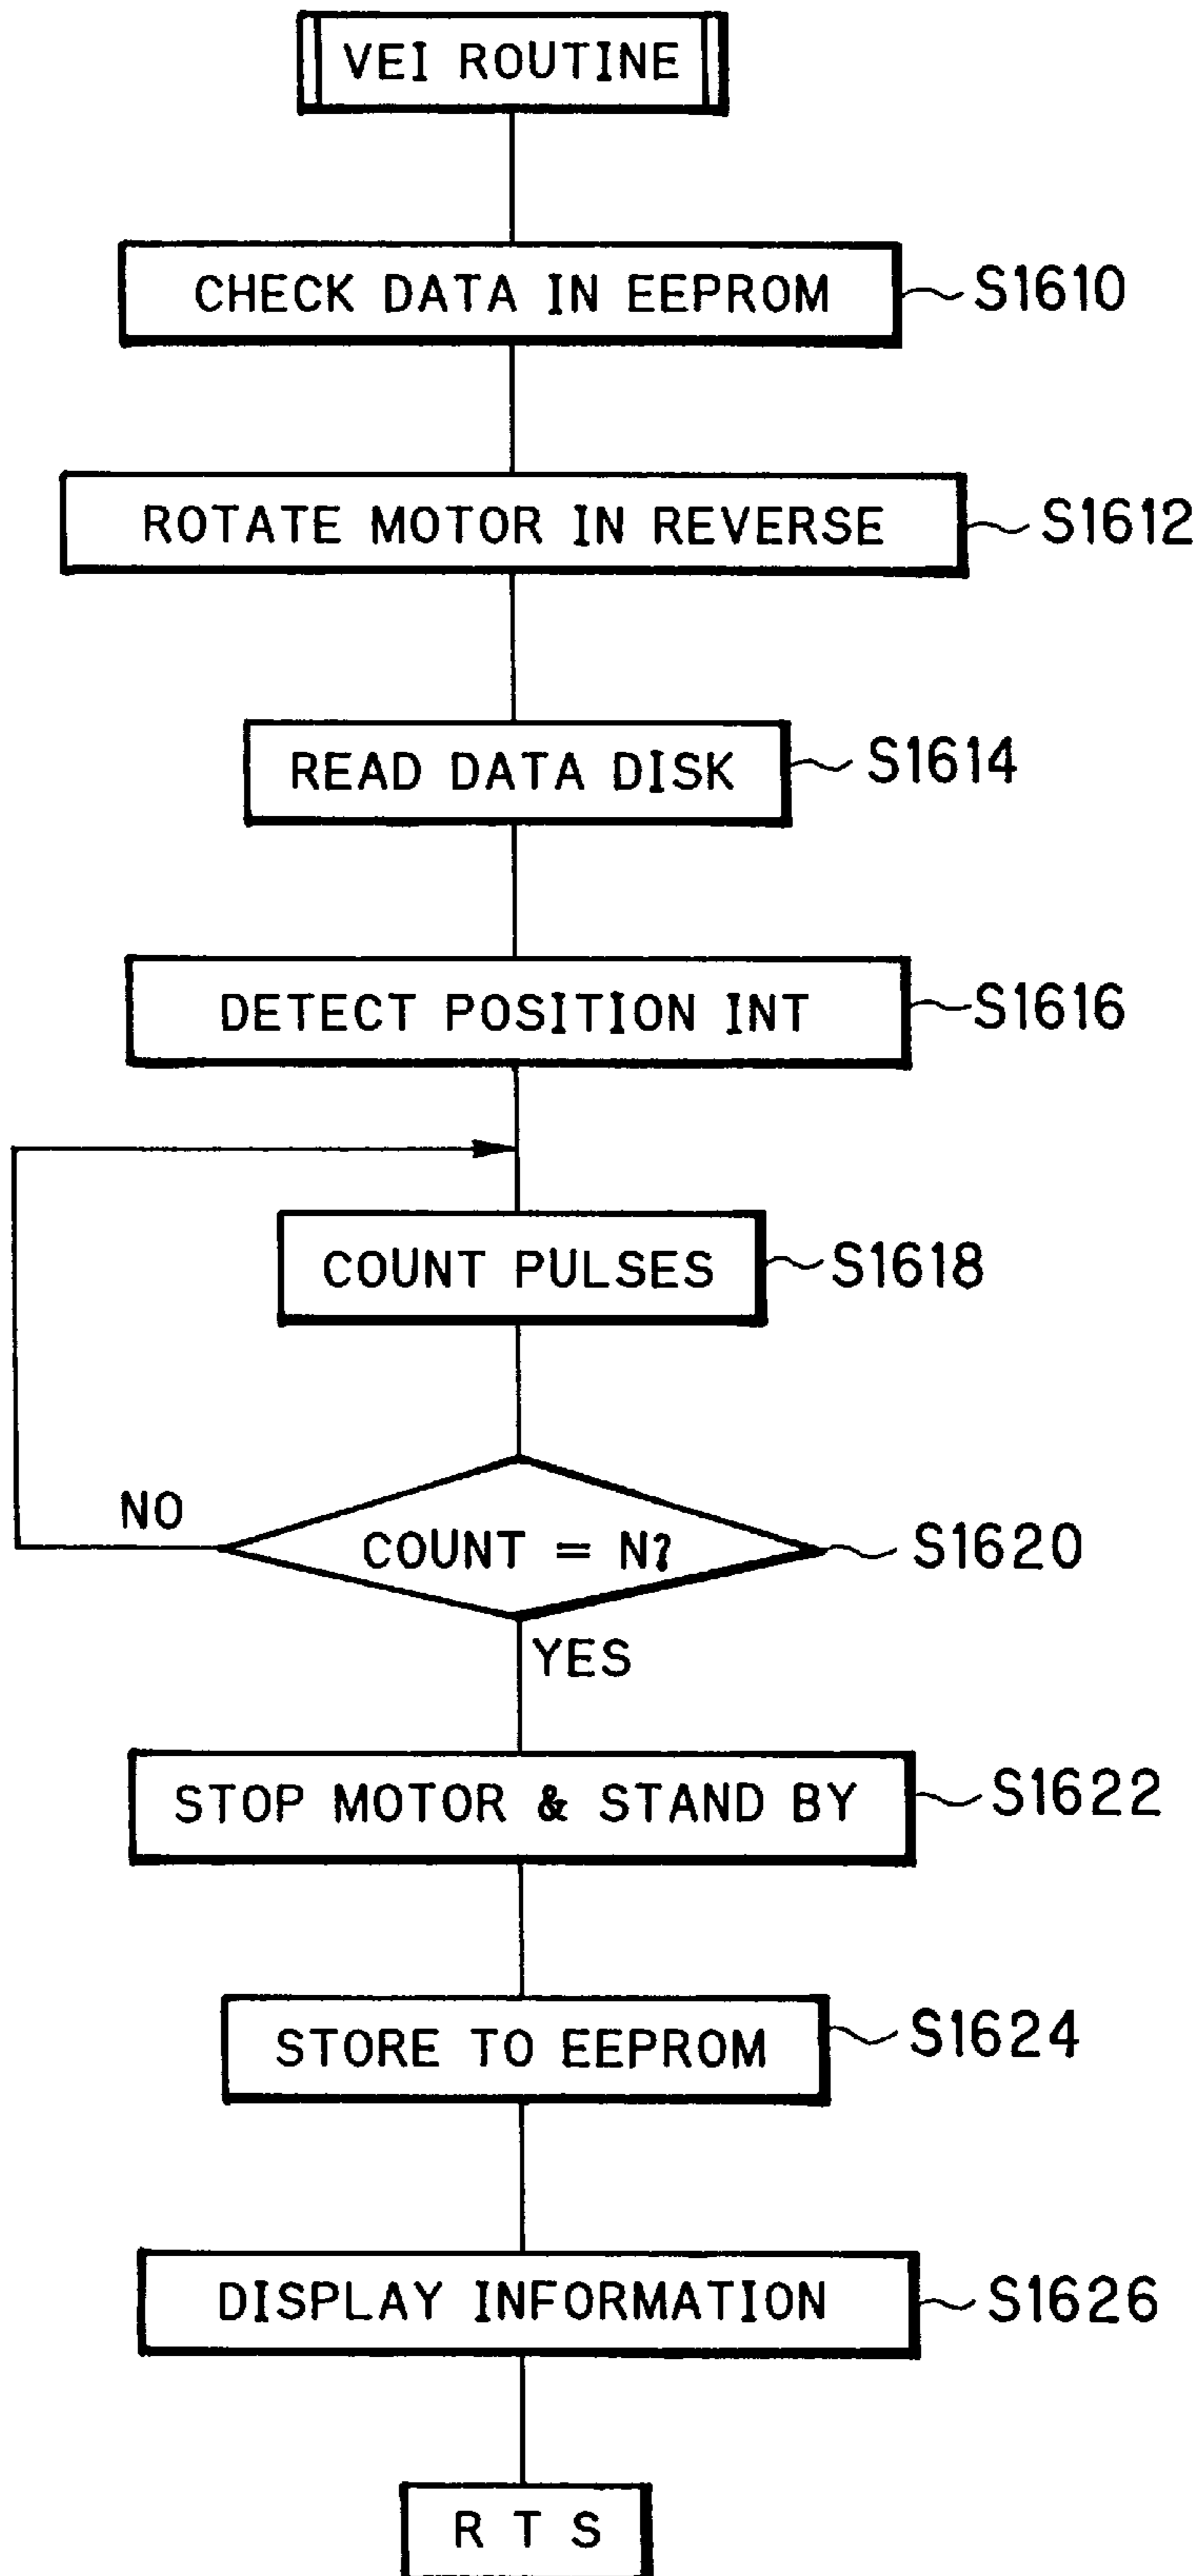 VEI ROUTINE
CHECK DATA IN EEPROM
S1610
ROTATE MOTOR IN REVERSE
S1612
READ DATA DISK
S1614
DETECT POSITION INT
S1616
COUNT PULSES
S1618
NO
COUNT = N?
S1620
YES
STOP MOTOR & STAND BY
S1622
STORE TO EEPROM
S1624
DISPLAY INFORMATION
S1626
R T S